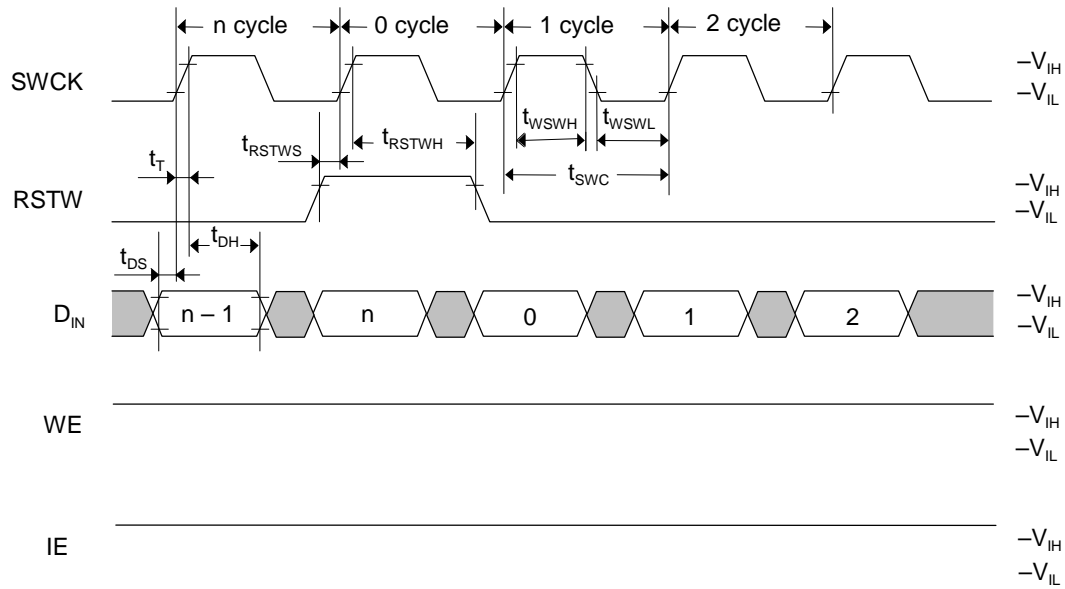 n cycle 0 cycle 1 cycle 2 cycle
SWCK
–VIH
–VIL
tWSWH tWSWL
tRSTWS tRSTWH
tT
tSWC
RSTW
–VIH
–VIL
tDH
tDS
DIN
n – 1 n 0 1 2
–VIH
–VIL
WE
–VIH
–VIL
IE
–VIH
–VIL